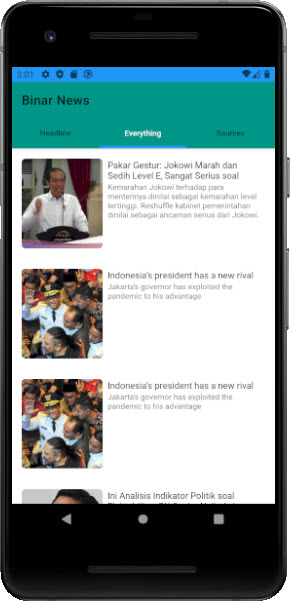 3:01
Binar News
Headline
Everything
Sources
Pakar Gestur: Jokowi Marah dan
Sedih Level E, Sangat Serius soal
Kemarahan Jokowi terhadap para
menterinya dinilai sebagai kemarahan level
tertinggi. Reshuffle kabinet pemerintahan
dinilai sebagai ancaman serius dari Jokowi.
Indonesia's president has a new rival
Jakarta's governor has exploited the
pandemic to his advantage
Indonesia's president has a new rival
Jakarta's governor has exploited the
pandemic to his advantage
Ini Analisis Indikator Politik soal